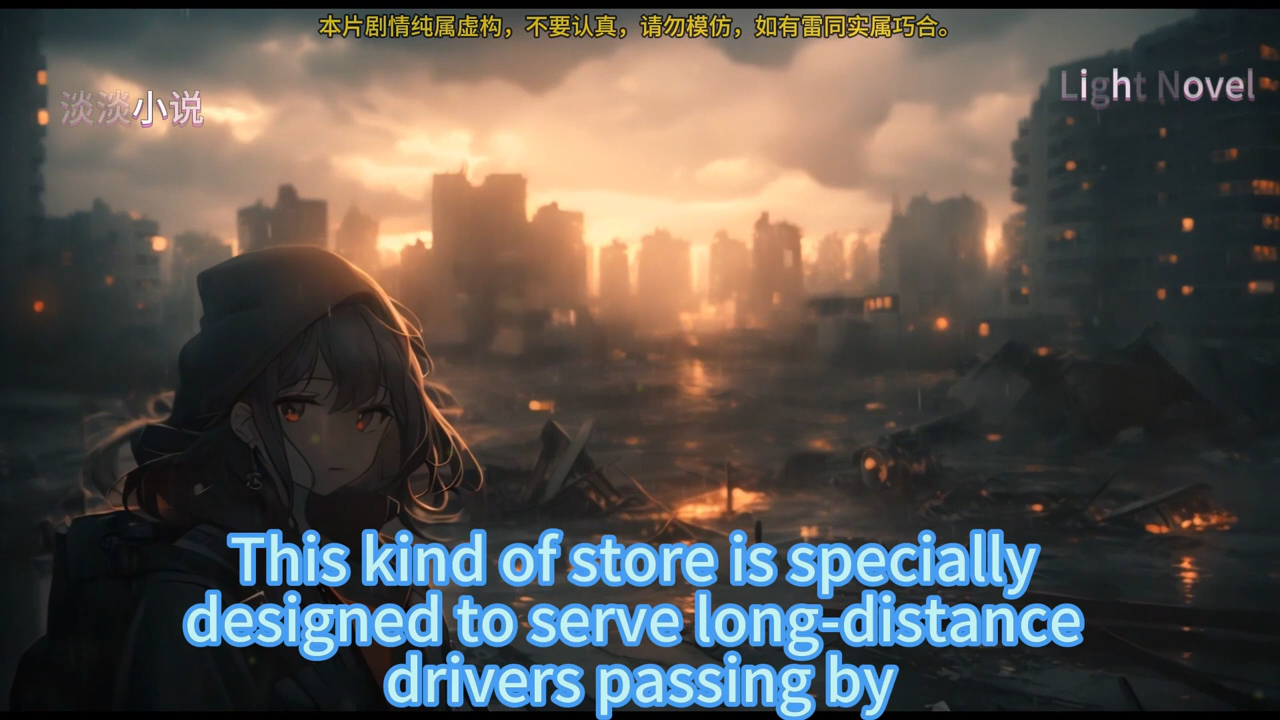 本片剧情纯属虚构，不要认真，请勿模仿，如有雷同实属巧合。
淡淡小说
Light Novel
This kind of store is specially
designed to serve long-distance
drivers passing by